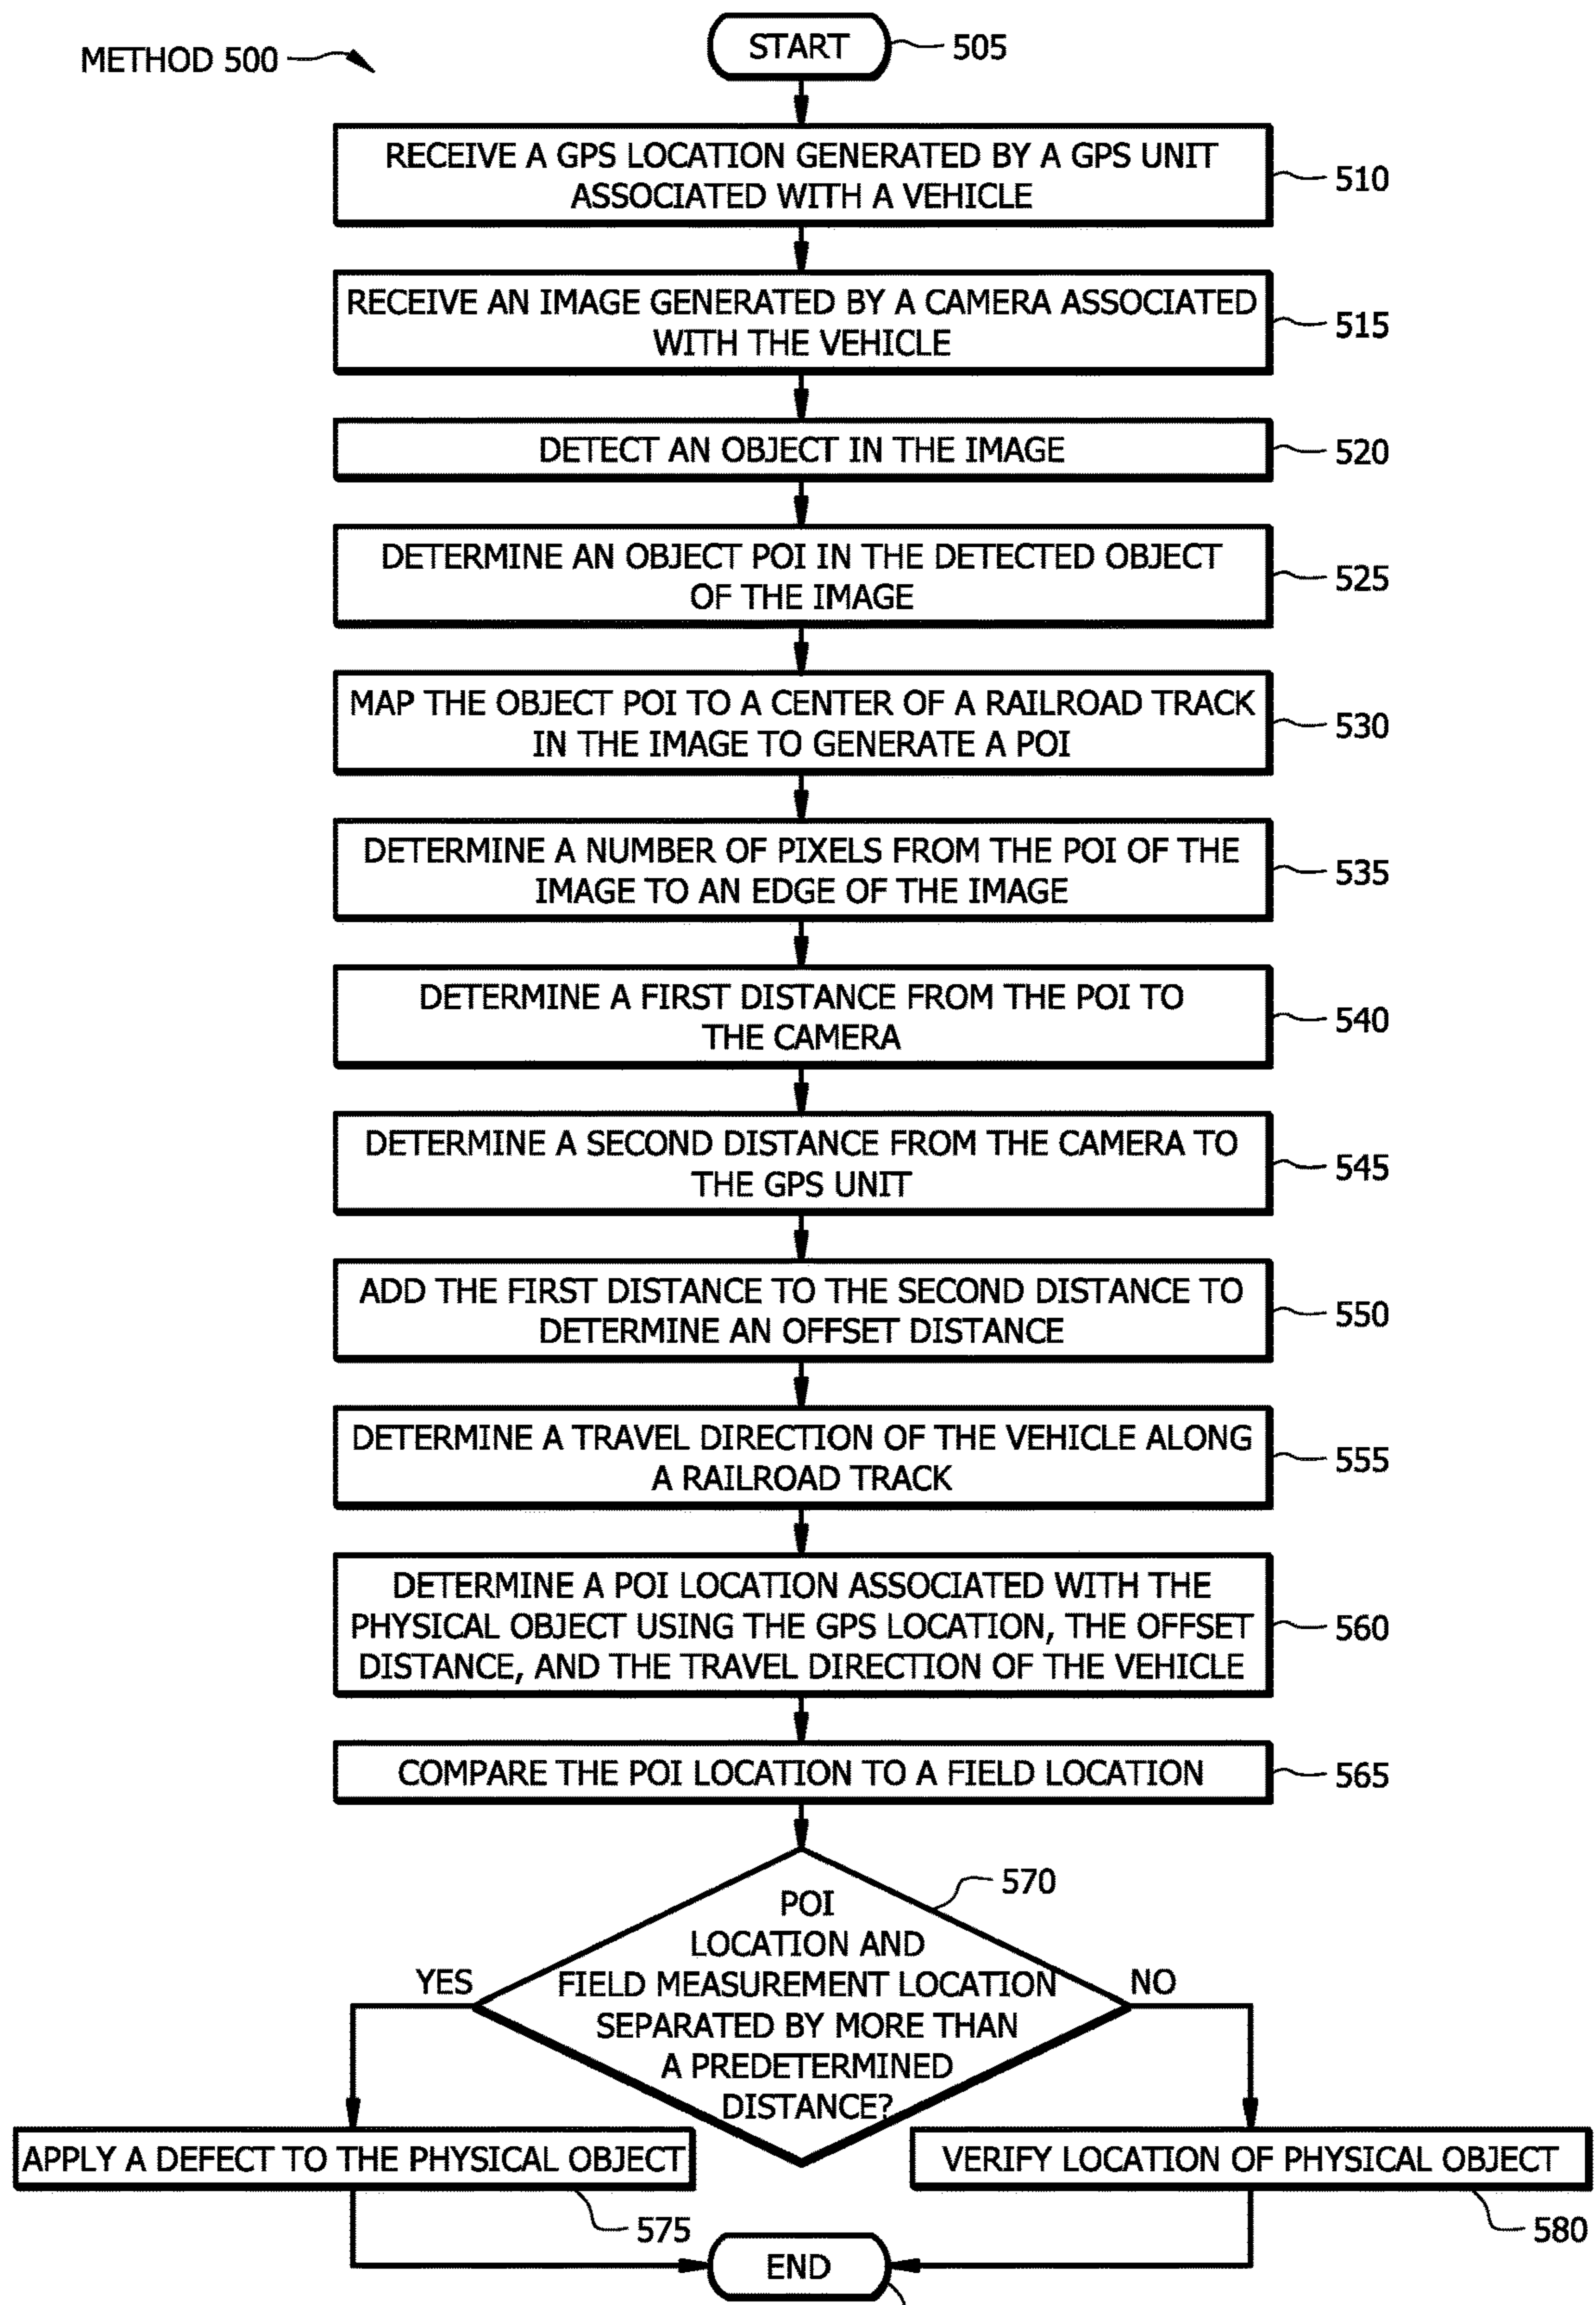 METHOD 500
START
505
RECEIVE A GPS LOCATION GENERATED BY A GPS UNIT
ASSOCIATED WITH A VEHICLE
510
RECEIVE AN IMAGE GENERATED BY A CAMERA ASSOCIATED
WITH THE VEHICLE
515
DETECT AN OBJECT IN THE IMAGE
520
DETERMINE AN OBJECT POI IN THE DETECTED OBJECT
OF THE IMAGE
525
MAP THE OBJECT POI TO A CENTER OF A RAILROAD TRACK
IN THE IMAGE TO GENERATE A POI
530
DETERMINE A NUMBER OF PIXELS FROM THE POI OF THE
IMAGE TO AN EDGE OF THE IMAGE
535
DETERMINE A FIRST DISTANCE FROM THE POI TO
THE CAMERA
540
DETERMINE A SECOND DISTANCE FROM THE CAMERA TO
THE GPS UNIT
545
ADD THE FIRST DISTANCE TO THE SECOND DISTANCE TO
DETERMINE AN OFFSET DISTANCE
550
DETERMINE A TRAVEL DIRECTION OF THE VEHICLE ALONG
A RAILROAD TRACK
555
DETERMINE A POI LOCATION ASSOCIATED WITH THE
PHYSICAL OBJECT USING THE GPS LOCATION, THE OFFSET
DISTANCE, AND THE TRAVEL DIRECTION OF THE VEHICLE
560
COMPARE THE POI LOCATION TO A FIELD LOCATION
565
570
POI
LOCATION AND
FIELD MEASUREMENT LOCATION
SEPARATED BY MORE THAN
A PREDETERMINED
DISTANCE?
YES
NO
APPLY A DEFECT TO THE PHYSICAL OBJECT
575
VERIFY LOCATION OF PHYSICAL OBJECT
580
END